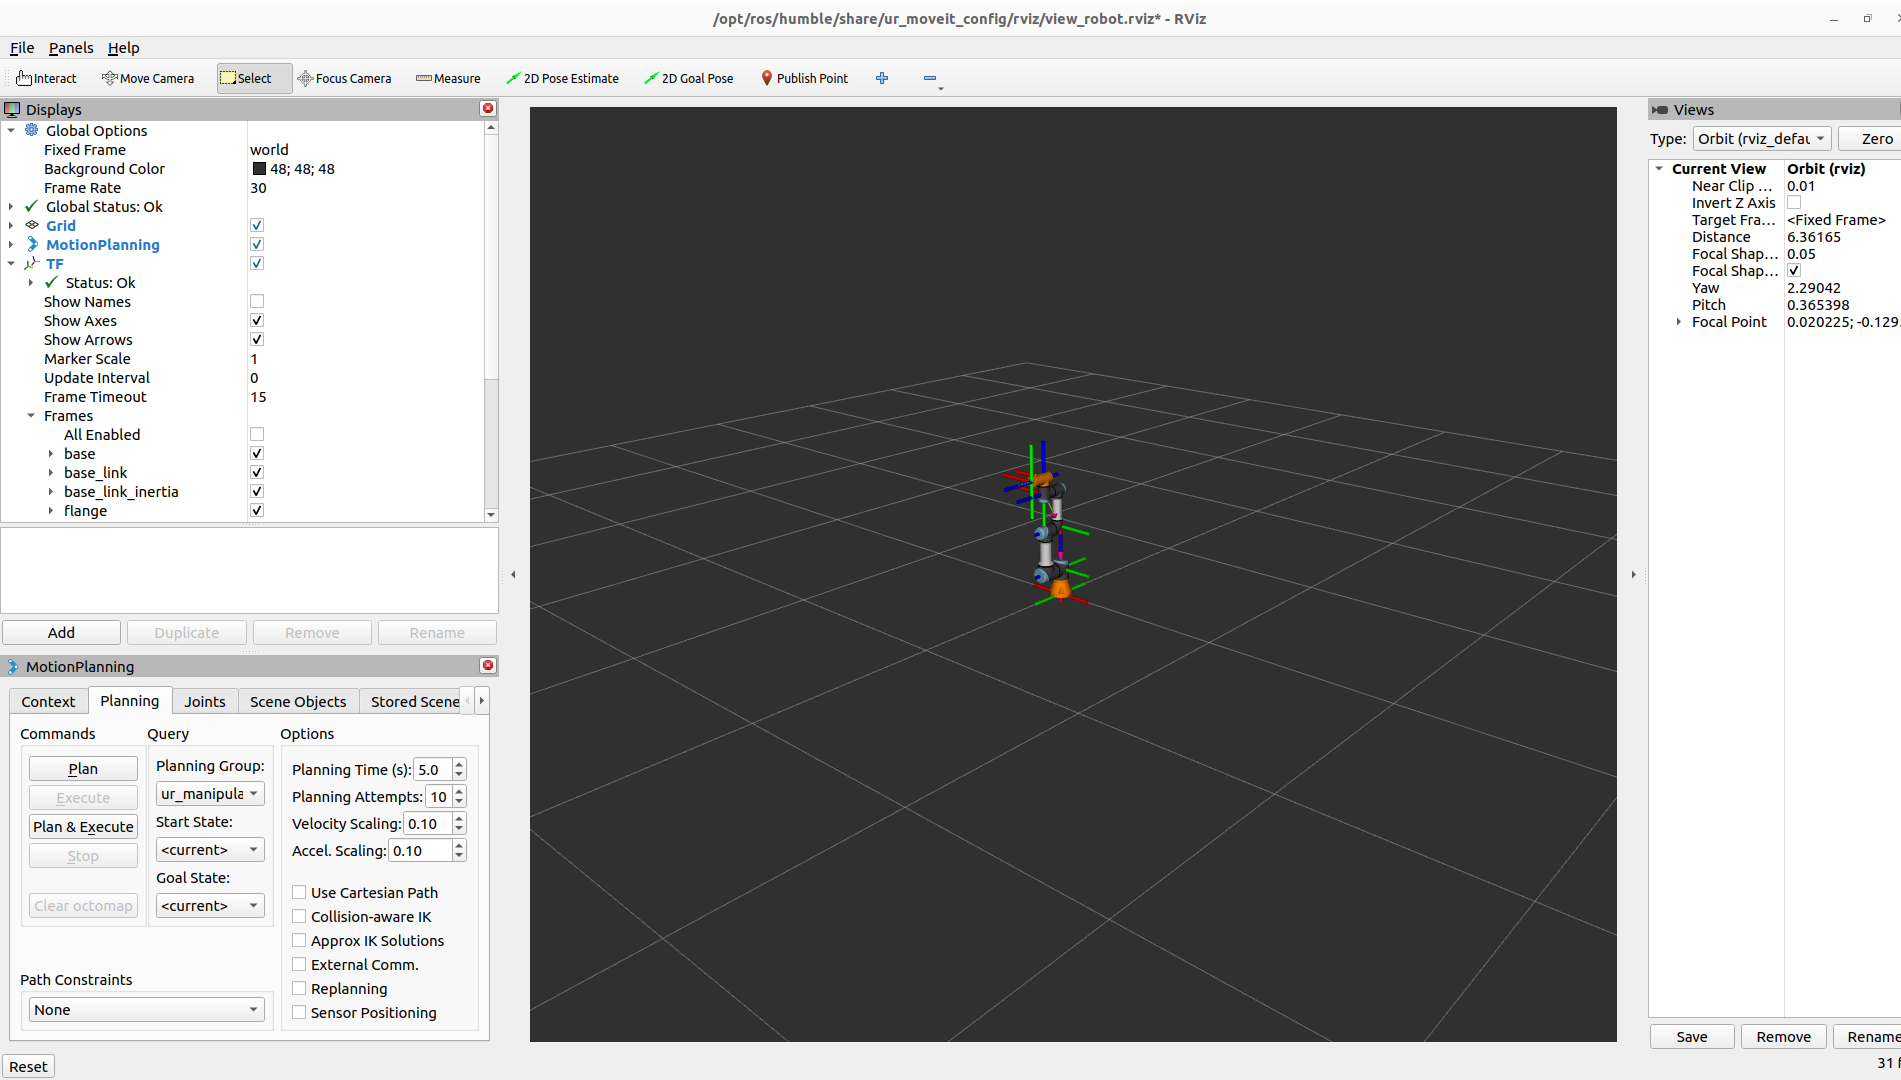 /opt/ros/humble/share/ur_moveit_config/rviz/view_robot.rviz* - RViz
File Panels Help
Interact Move Camera Select Focus Camera Measure 2D Pose Estimate 2D Goal Pose Publish Point
Displays
Global Options
Fixed Frame world
Background Color 48; 48; 48
Frame Rate 30
Global Status: Ok
Grid
MotionPlanning
TF
Status: Ok
Show Names
Show Axes
Show Arrows
Marker Scale 1
Update Interval 0
Frame Timeout 15
Frames
All Enabled
base
base_link
base_link_inertia
flange
Add Duplicate Remove Rename
MotionPlanning
Context Planning Joints Scene Objects Stored Scene
Commands Query Options
Plan
Execute
Plan & Execute
Stop
Clear octomap
Planning Group:
ur_manipula
Start State:
<current>
Goal State:
<current>
Planning Time (s): 5.0
Planning Attempts: 10
Velocity Scaling: 0.10
Accel. Scaling: 0.10
Use Cartesian Path
Collision-aware IK
Approx IK Solutions
External Comm.
Replanning
Sensor Positioning
Path Constraints
None
Reset
Views
Type: Orbit (rviz_defau Zero
Current View Orbit (rviz)
Near Clip ... 0.01
Invert Z Axis
Target Fra... <Fixed Frame>
Distance 6.36165
Focal Shap... 0.05
Focal Shap...
Yaw 2.29042
Pitch 0.365398
Focal Point 0.020225; -0.129
Save Remove Rename
31 f